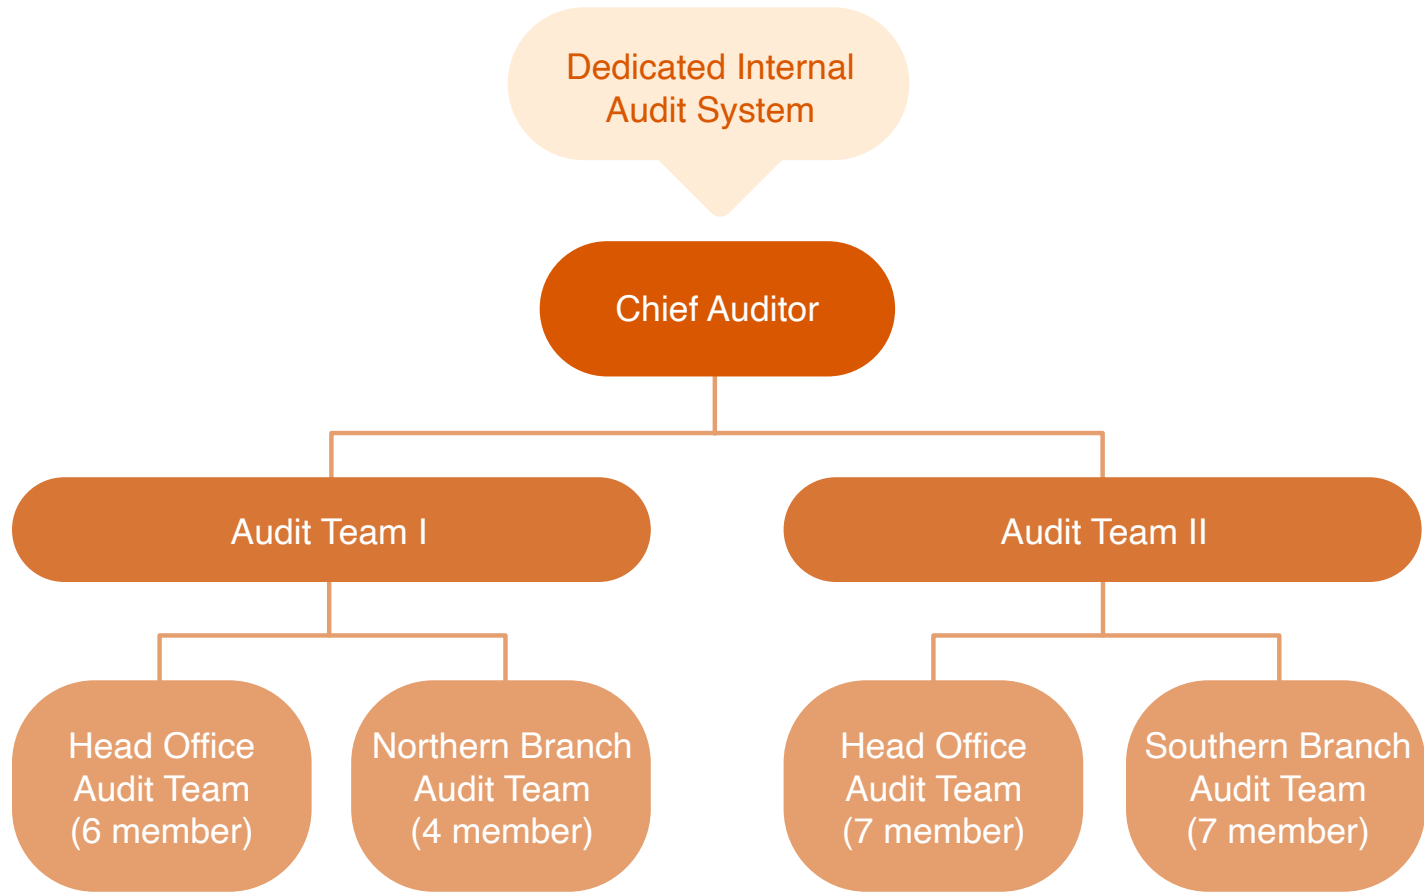 Dedicated Internal
Audit System
Chief Auditor
Audit Team I
Audit Team II
Head Office
Audit Team
(6 member)
Northern Branch
Audit Team
(4 member)
Head Office
Audit Team
(7 member)
Southern Branch
Audit Team
(7 member)